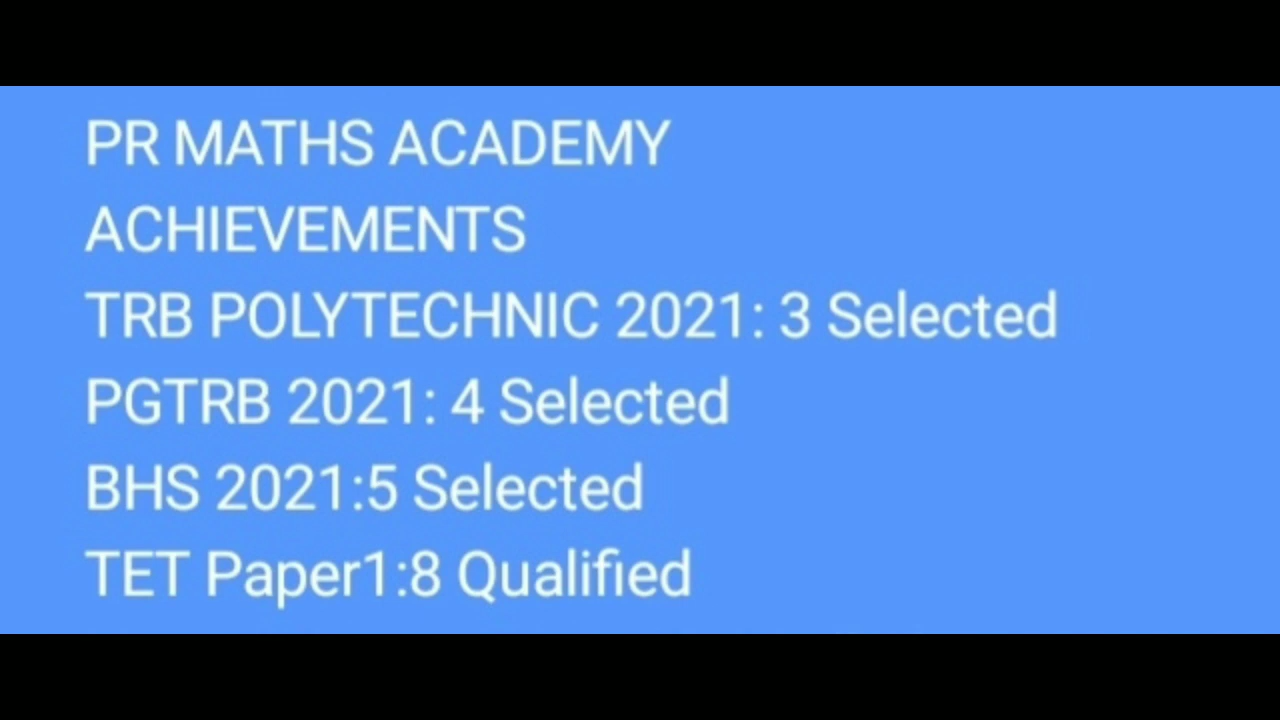 PR MATHS ACADEMY
ACHIEVEMENTS
TRB POLYTECHNIC 2021: 3 Selected
PGTRB 2021: 4 Selected
BHS 2021:5 Selected
TET Paper1:8 Qualified